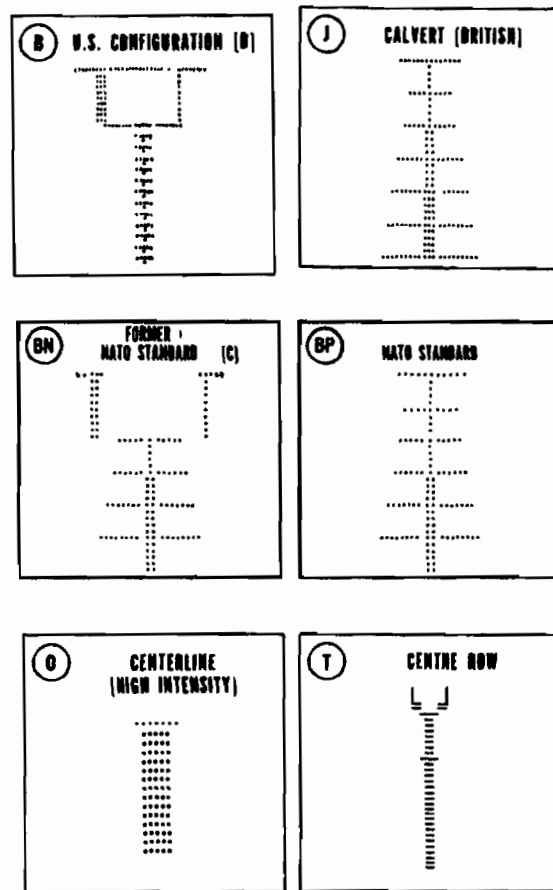 B U.S. CONFIGURATION (B)
J CALVERT (BRITISH)
BN FORMER
NATO STANDARD (C)
BP NATO STANDARD
CENTERLINE
(HIGH INTENSITY)
T CENTRE ROW